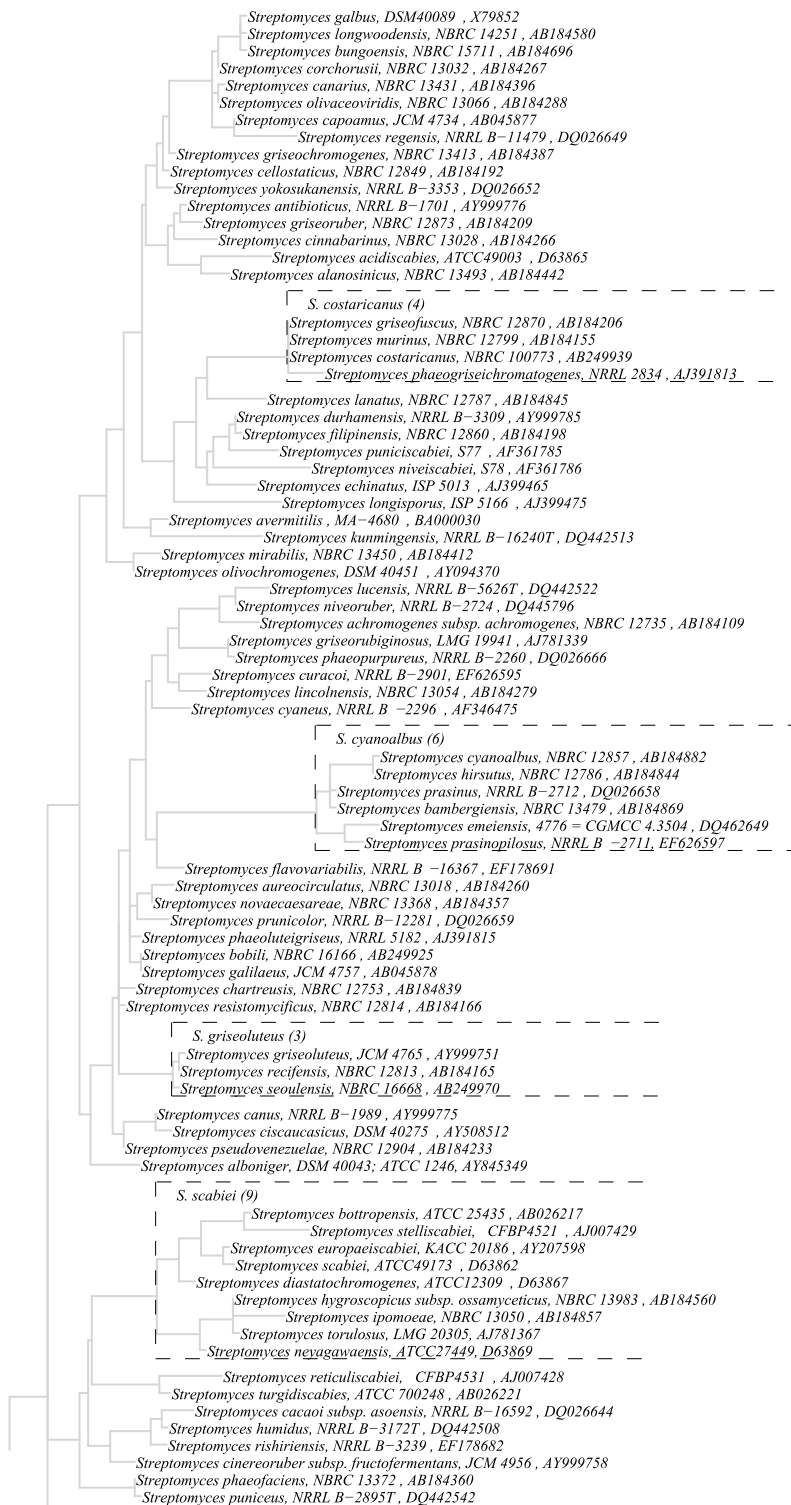 Streptomyces galbus, DSM40089 , X79852
Streptomyces longwoodensis, NBRC 14251 , AB184580
Streptomyces bungoensis, NBRC 15711 , AB184696
Streptomyces corchorusii, NBRC 13032 , AB184267
Streptomyces canarius, NBRC 13431 , AB184396
Streptomyces olivaceoviridis, NBRC 13066 , AB184288
Streptomyces capoamus, JCM 4734 , AB045877
Streptomyces regensis, NRRL B−11479 , DQ026649
Streptomyces griseochromogenes, NBRC 13413 , AB184387
Streptomyces cellostaticus, NBRC 12849 , AB184192
Streptomyces yokosukanensis, NRRL B−3353 , DQ026652
Streptomyces antibioticus, NRRL B−1701 , AY999776
Streptomyces griseoruber, NBRC 12873 , AB184209
Streptomyces cinnabarinus, NBRC 13028 , AB184266
Streptomyces acidiscabies, ATCC49003 , D63865
Streptomyces alanosinicus, NBRC 13493 , AB184442
S. costaricanus (4)
Streptomyces griseofuscus, NBRC 12870 , AB184206
Streptomyces murinus, NBRC 12799 , AB184155
Streptomyces costaricanus, NBRC 100773 , AB249939
Streptomyces phaeogriseichromatogenes, NRRL 2834 , AJ391813
Streptomyces lanatus, NBRC 12787 , AB184845
Streptomyces durhamensis, NRRL B−3309 , AY999785
Streptomyces filipinensis, NBRC 12860 , AB184198
Streptomyces puniciscabiei, S77 , AF361785
Streptomyces niveiscabiei, S78 , AF361786
Streptomyces echinatus, ISP 5013 , AJ399465
Streptomyces longisporus, ISP 5166 , AJ399475
Streptomyces avermitilis , MA−4680 , BA000030
Streptomyces kunmingensis, NRRL B−16240T , DQ442513
Streptomyces mirabilis, NBRC 13450 , AB184412
Streptomyces olivochromogenes, DSM 40451 , AY094370
Streptomyces lucensis, NRRL B−5626T , DQ442522
Streptomyces niveoruber, NRRL B−2724 , DQ445796
Streptomyces achromogenes subsp. achromogenes, NBRC 12735 , AB184109
Streptomyces griseorubiginosus, LMG 19941 , AJ781339
Streptomyces phaeopurpureus, NRRL B−2260 , DQ026666
Streptomyces curacoi, NRRL B−2901, EF626595
Streptomyces lincolnensis, NBRC 13054 , AB184279
Streptomyces cyaneus, NRRL B −2296 , AF346475
S. cyanoalbus (6)
Streptomyces cyanoalbus, NBRC 12857 , AB184882
Streptomyces hirsutus, NBRC 12786 , AB184844
Streptomyces prasinus, NRRL B−2712 , DQ026658
Streptomyces bambergiensis, NBRC 13479 , AB184869
Streptomyces emeiensis, 4776 = CGMCC 4.3504 , DQ462649
Streptomyces prasinopilosus, NRRL B −2711, EF626597
Streptomyces flavovariabilis, NRRL B −16367 , EF178691
Streptomyces aureocirculatus, NBRC 13018 , AB184260
Streptomyces novaecaesareae, NBRC 13368 , AB184357
Streptomyces prunicolor, NRRL B−12281 , DQ026659
Streptomyces phaeoluteigriseus, NRRL 5182 , AJ391815
Streptomyces bobili, NBRC 16166 , AB249925
Streptomyces galilaeus, JCM 4757 , AB045878
Streptomyces chartreusis, NBRC 12753 , AB184839
Streptomyces resistomycificus, NBRC 12814 , AB184166
S. griseoluteus (3)
Streptomyces griseoluteus, JCM 4765 , AY999751
Streptomyces recifensis, NBRC 12813 , AB184165
Streptomyces seoulensis, NBRC 16668 , AB249970
Streptomyces canus, NRRL B−1989 , AY999775
Streptomyces ciscaucasicus, DSM 40275 , AY508512
Streptomyces pseudovenezuelae, NBRC 12904 , AB184233
Streptomyces alboniger, DSM 40043; ATCC 1246, AY845349
S. scabiei (9)
Streptomyces bottropensis, ATCC 25435 , AB026217
Streptomyces stelliscabiei, CFBP4521 , AJ007429
Streptomyces europaeiscabiei, KACC 20186 , AY207598
Streptomyces scabiei, ATCC49173 , D63862
Streptomyces diastatochromogenes, ATCC12309 , D63867
Streptomyces hygroscopicus subsp. ossamyceticus, NBRC 13983 , AB184560
Streptomyces ipomoeae, NBRC 13050 , AB184857
Streptomyces torulosus, LMG 20305, AJ781367
Streptomyces neyagawaensis, ATCC27449, D63869
Streptomyces reticuliscabiei, CFBP4531 , AJ007428
Streptomyces turgidiscabies, ATCC 700248 , AB026221
Streptomyces cacaoi subsp. asoensis, NRRL B−16592 , DQ026644
Streptomyces humidus, NRRL B−3172T , DQ442508
Streptomyces rishiriensis, NRRL B−3239 , EF178682
Streptomyces cinereoruber subsp. fructofermentans, JCM 4956 , AY999758
Streptomyces phaeofaciens, NBRC 13372 , AB184360
Streptomyces puniceus, NRRL B−2895T , DQ442542